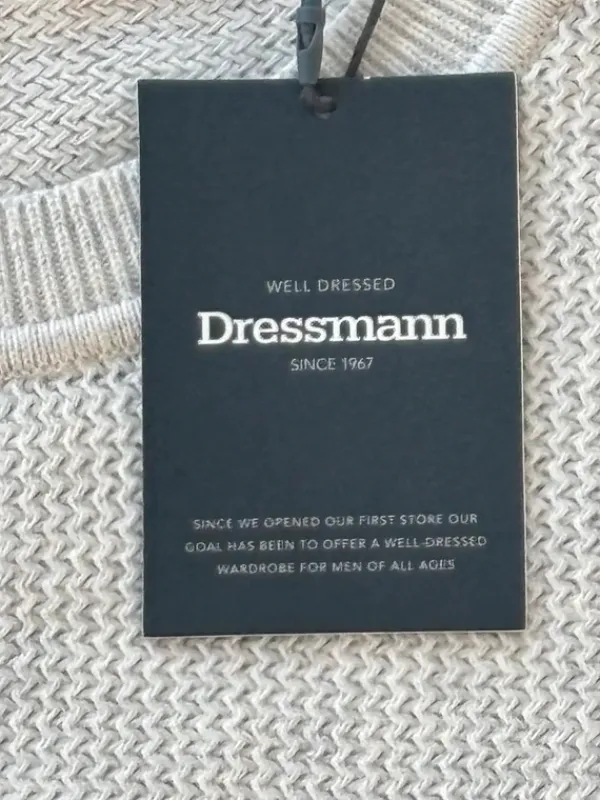 WELL DRESSED
Dressmann
SINCE 1967
SINCE WE OPENED OUR FIRST STORE OUR
GOAL HAS BEEN TO OFFER A WELL-DRESSED
WARDROBE FOR MEN OF ALL AGES